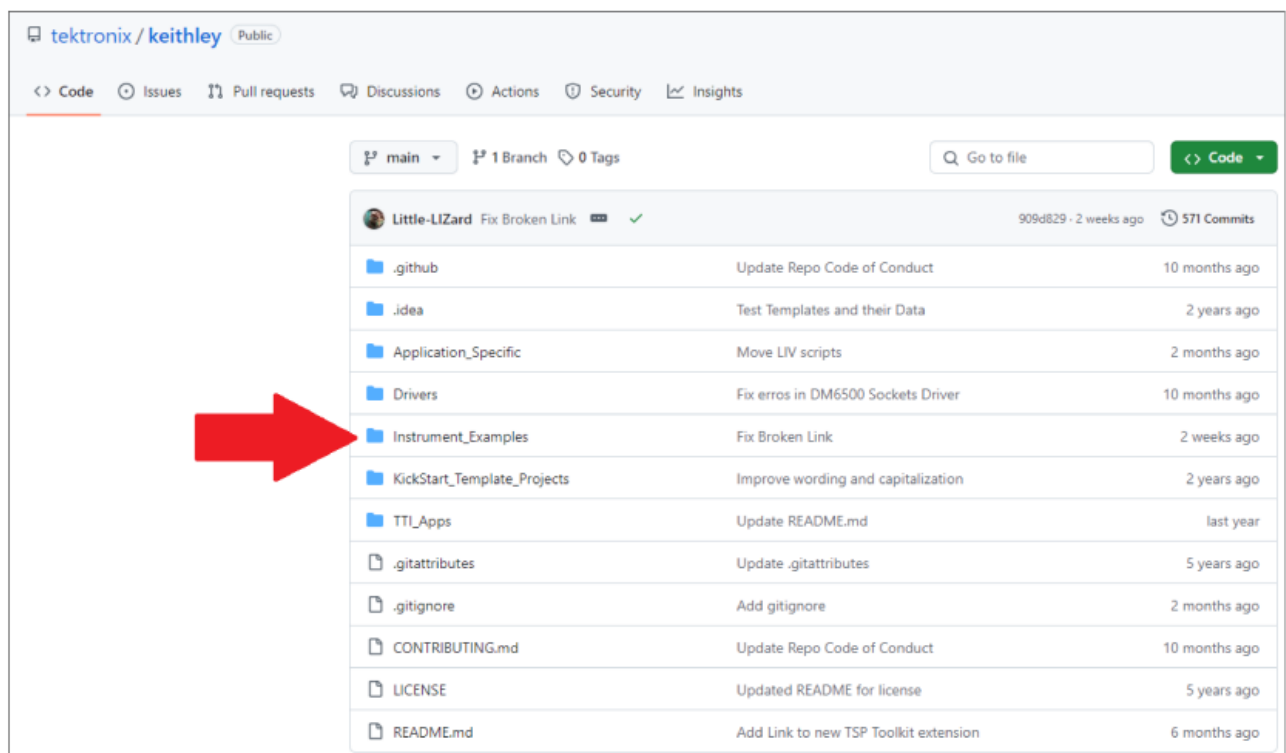 tektronix / keithley Public
<> Code Issues Pull requests Discussions Actions Security Insights
main 1 Branch 0 Tags Go to file <> Code
Little-LIZard Fix Broken Link 909d829 · 2 weeks ago 571 Commits
.github Update Repo Code of Conduct 10 months ago
.idea Test Templates and their Data 2 years ago
Application_Specific Move LIV scripts 2 months ago
Drivers Fix erros in DM6500 Sockets Driver 10 months ago
Instrument_Examples Fix Broken Link 2 weeks ago
KickStart_Template_Projects Improve wording and capitalization 2 years ago
TTI_Apps Update README.md last year
.gitattributes Update .gitattributes 5 years ago
.gitignore Add gitignore 2 months ago
CONTRIBUTING.md Update Repo Code of Conduct 10 months ago
LICENSE Updated README for license 5 years ago
README.md Add Link to new TSP Toolkit extension 6 months ago